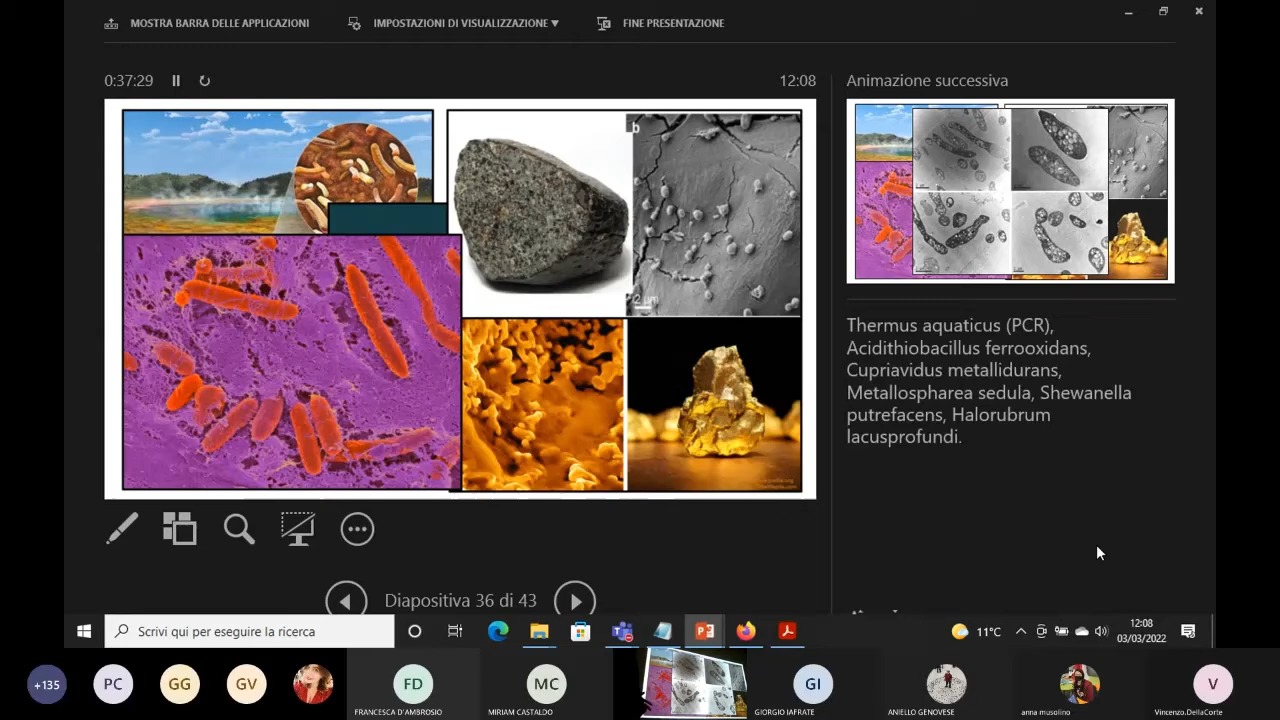 MOSTRA BARRA DELLE APPLICAZIONI
IMPOSTAZIONI DI VISUALIZZAZIONE ▼
FINE PRESENTAZIONE
0:37:29
12:08
Animazione successiva
b
2 µm
Thermus aquaticus (PCR),
Acidithiobacillus ferrooxidans,
Cupriavidus metallidurans,
Metallospharea sedula, Shewanella
putrefacens, Halorubrum
lacusprofundi.
Diapositiva 36 di 43
Scrivi qui per eseguire la ricerca
11°C
12:08
03/03/2022
+135
PC
GG
GV
FD
FRANCESCA D'AMBROSIO
MC
MIRIAM CASTALDO
GI
GIORGIO IAFRATE
ANIELLO GENOVESE
anna musolino
V
Vincenzo.DellaCorte